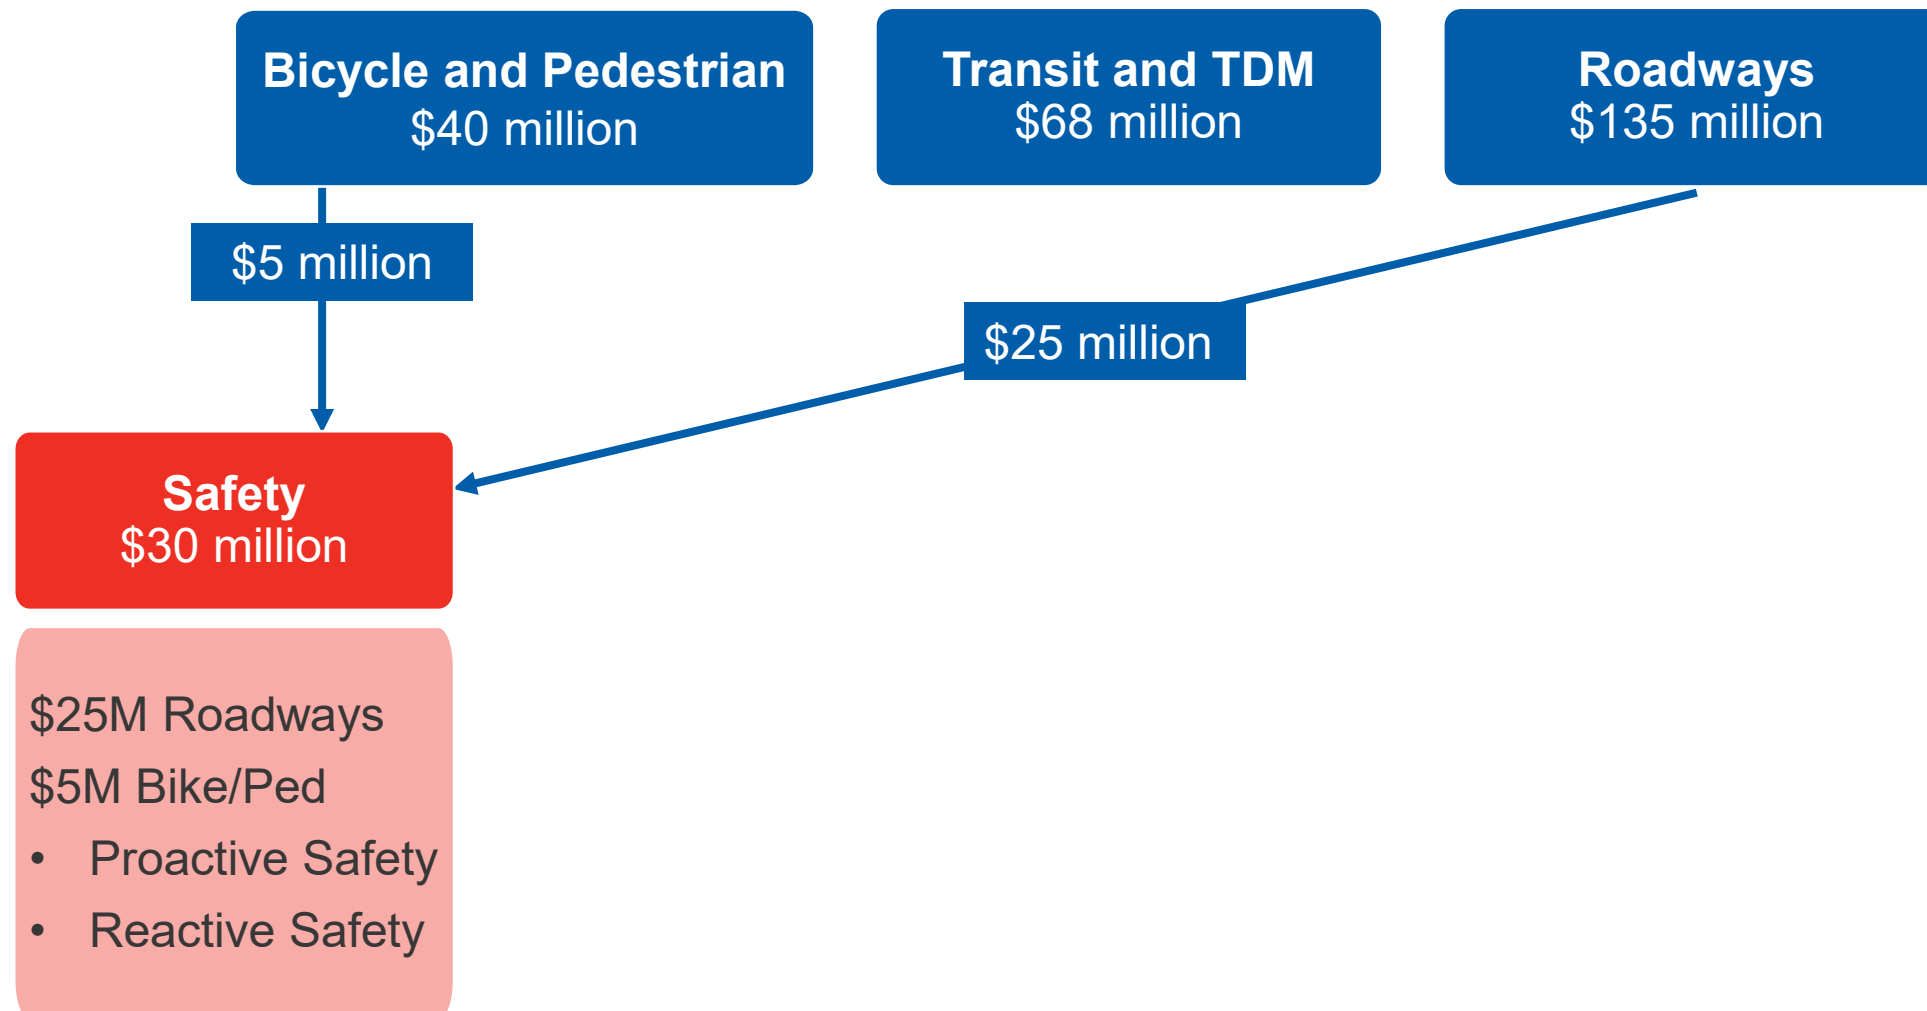 Bicycle and Pedestrian
$40 million
Transit and TDM
$68 million
Roadways
$135 million
$5 million
$25 million
Safety
$30 million
$25M Roadways
$5M Bike/Ped
• Proactive Safety
• Reactive Safety